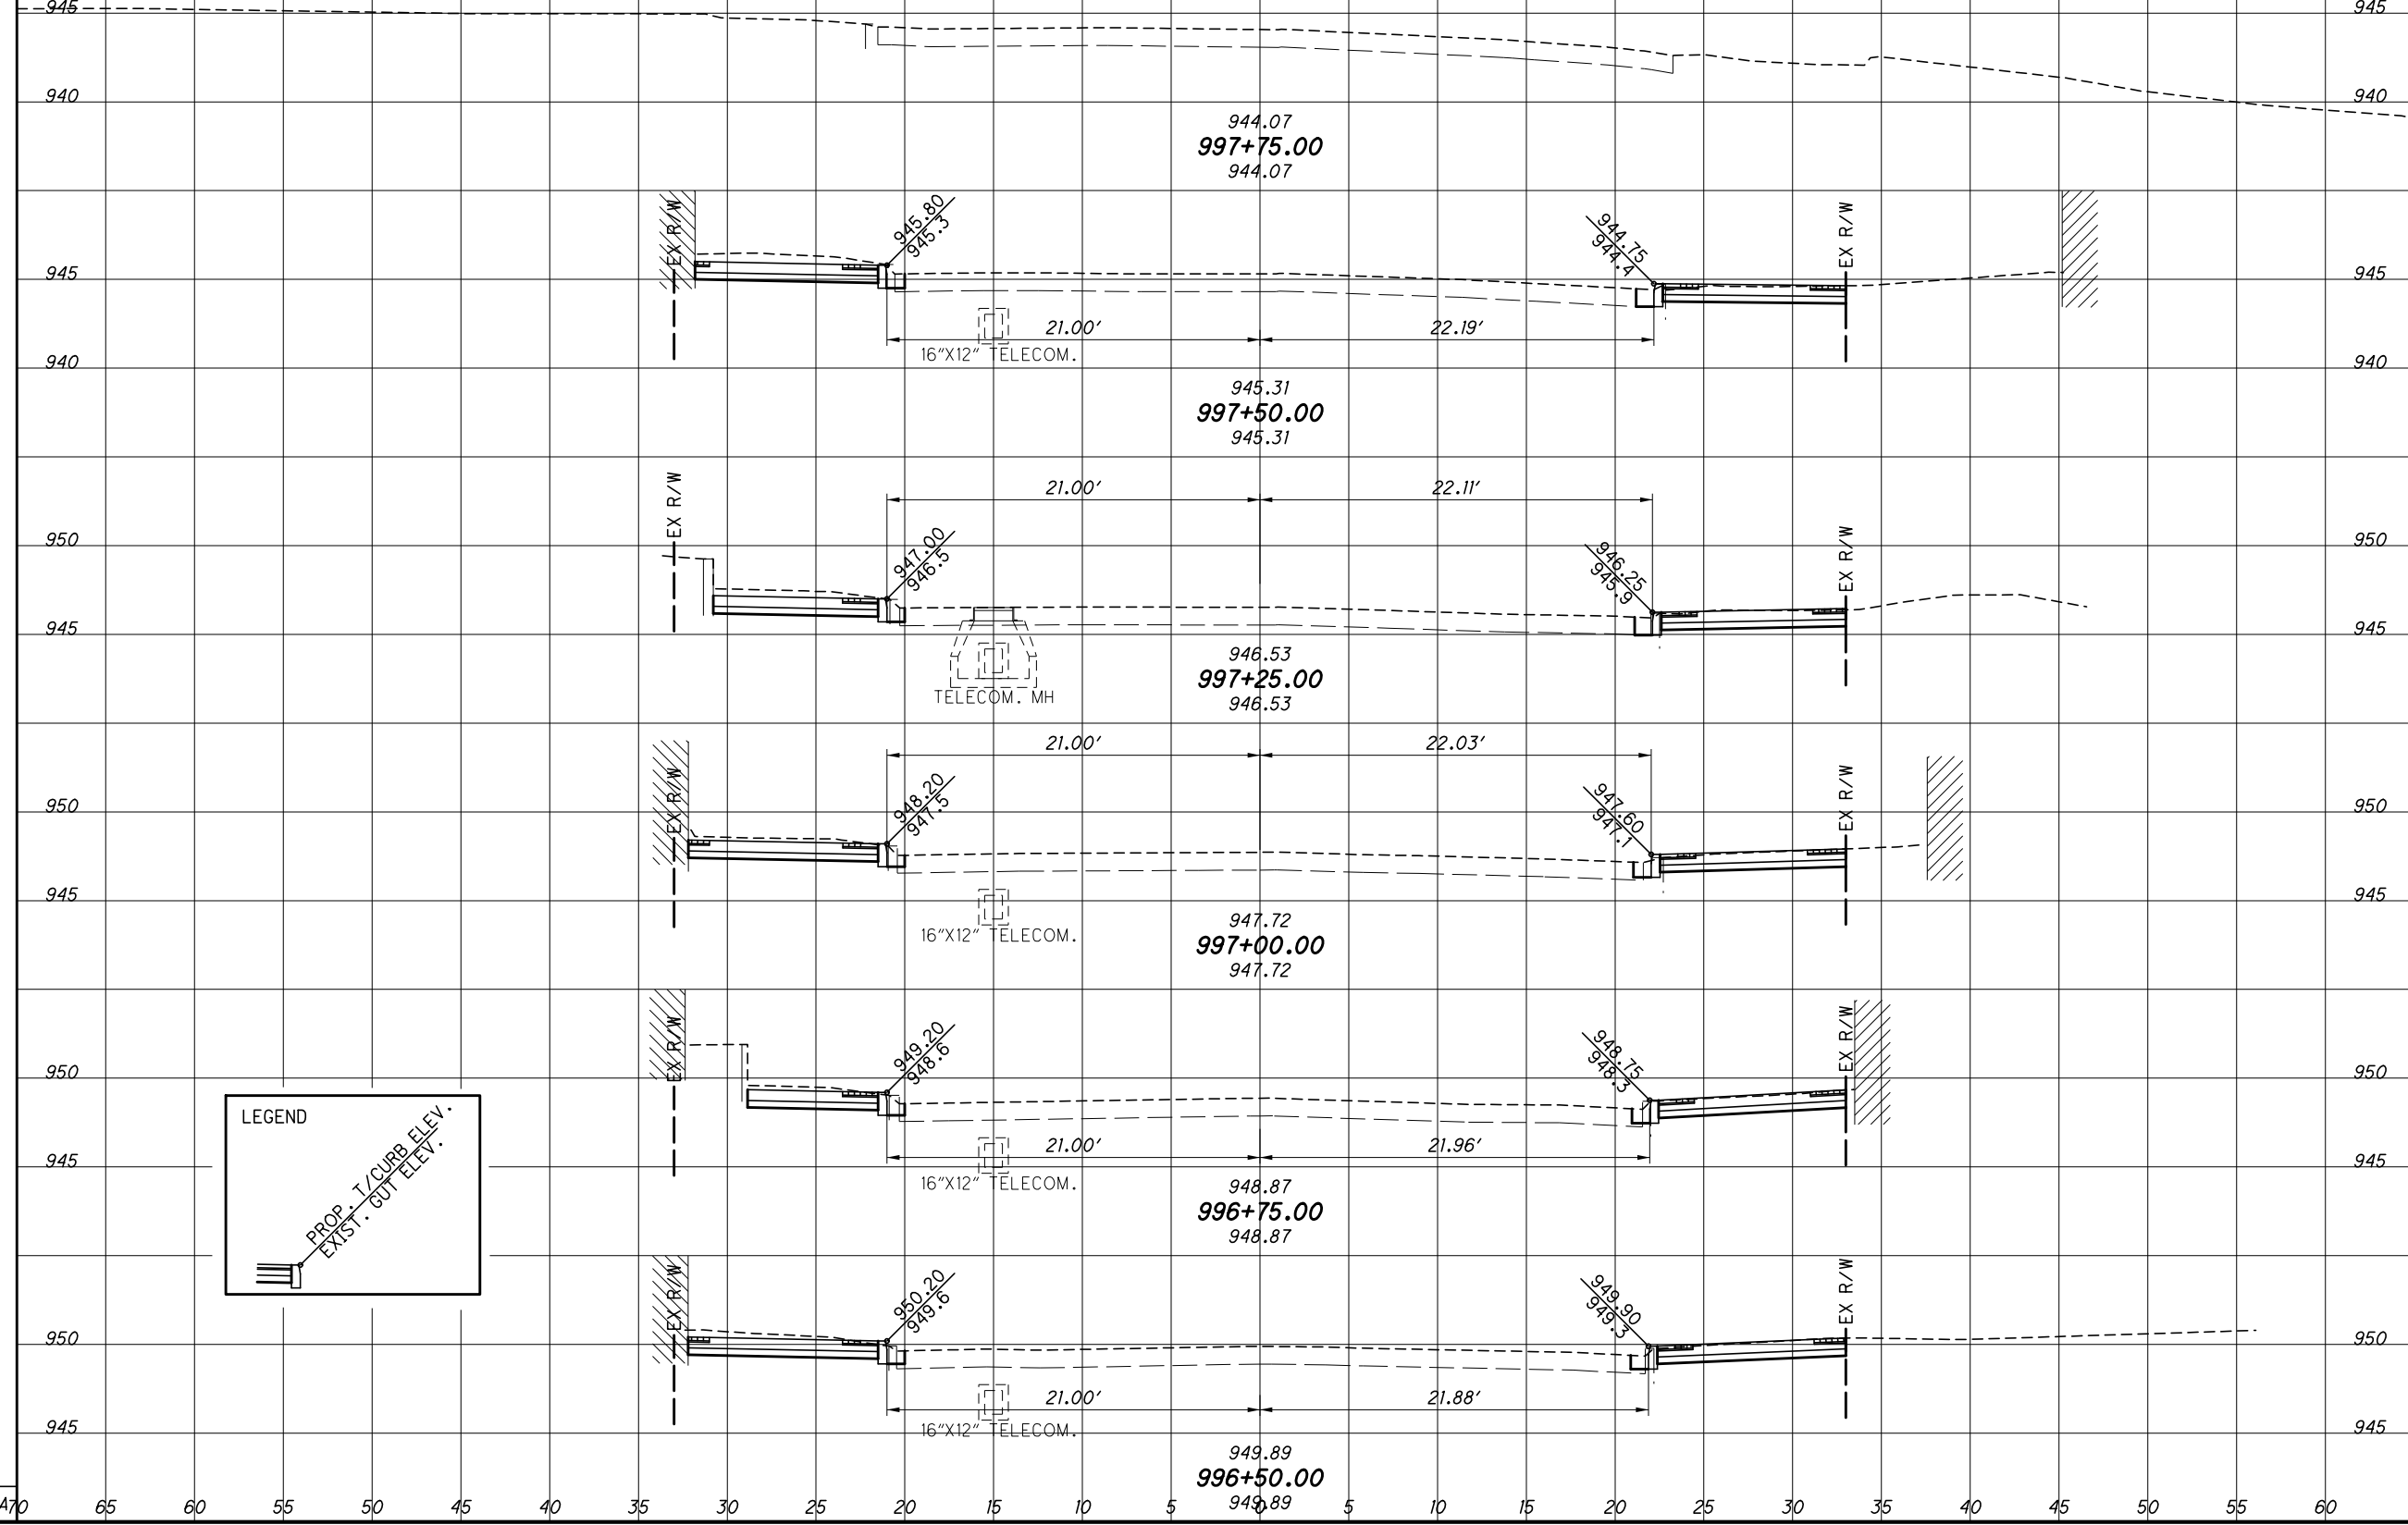 945 945
940 940
944.07
997+75.00
944.07
EX R/W 945.80 944.75 EX R/W
945.3 944.4
945 945
21.00' 22.19'
16"X12" TELECOM.
940 940
945.31
997+50.00
945.31
21.00' 22.11'
EX R/W 947.00 946.25 EX R/W
946.5 945.9
950 950
945 945
946.53
997+25.00
TELECOM. MH 946.53
21.00' 22.03'
EX R/W 948.20 947.60 EX R/W
947.5 947.1
950 950
945 945
16"X12" TELECOM.
947.72
997+00.00
947.72
EX R/W 949.20 948.75 EX R/W
948.6 948.3
950 950
LEGEND
PROP. T/CURB ELEV.
EXIST. GUT ELEV.
21.00' 21.96'
945 945
16"X12" TELECOM.
948.87
996+75.00
948.87
EX R/W 950.20 949.90 EX R/W
949.6 949.3
950 950
21.00' 21.88'
16"X12" TELECOM.
945 945
949.89
996+50.00
949.89
70 65 60 55 50 45 40 35 30 25 20 15 10 5 0 5 10 15 20 25 30 35 40 45 50 55 60